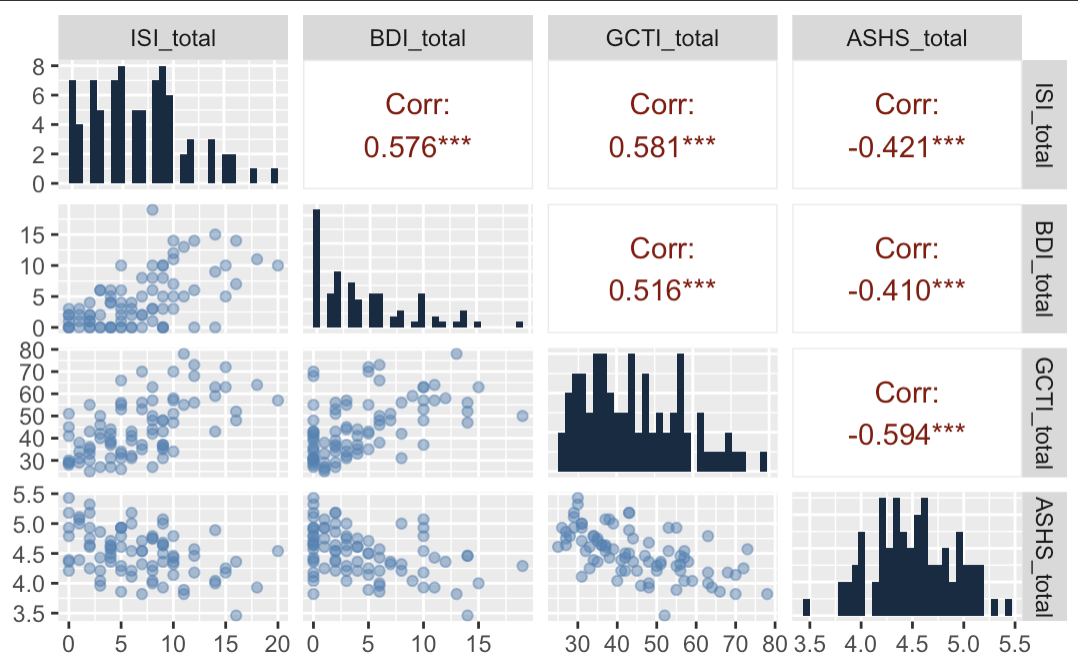 ISI_total BDI_total GCTI_total ASHS_total
8
6
4
2
0
Corr:
0.576***
Corr:
0.581***
Corr:
-0.421***
ISI_total
15
10
5
0
Corr:
0.516***
Corr:
-0.410***
BDI_total
80
70
60
50
40
30
Corr:
-0.594***
GCTI_total
5.5
5.0
4.5
4.0
3.5
ASHS_total
0 5 10 15 20 0 5 10 15 30 40 50 60 70 80 3.5 4.0 4.5 5.0 5.5